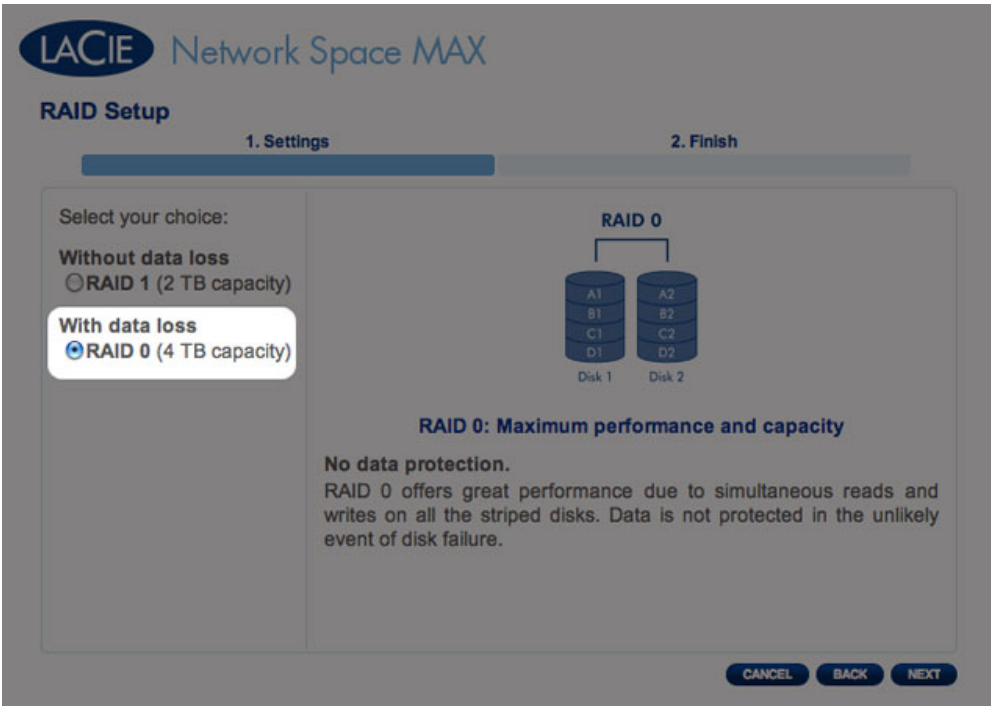 LACIE Network Space MAX
RAID Setup
1. Settings
2. Finish
Select your choice:
Without data loss
RAID 1 (2 TB capacity)
With data loss
RAID 0 (4 TB capacity)
RAID 0
A1 A2
B1 B2
C1 C2
D1 D2
Disk 1 Disk 2
RAID 0: Maximum performance and capacity
No data protection.
RAID 0 offers great performance due to simultaneous reads and
writes on all the striped disks. Data is not protected in the unlikely
event of disk failure.
CANCEL BACK NEXT